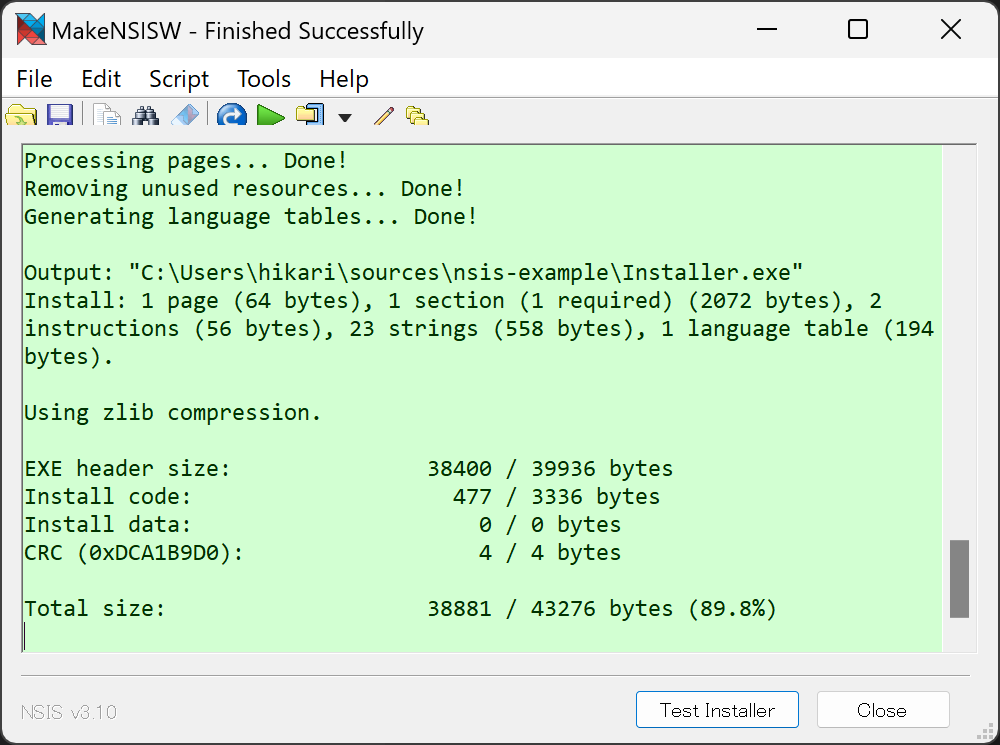 MakeNSISW - Finished Successfully
File Edit Script Tools Help
Processing pages... Done!
Removing unused resources... Done!
Generating language tables... Done!
Output: "C:\Users\hikari\sources\nsis-example\Installer.exe"
Install: 1 page (64 bytes), 1 section (1 required) (2072 bytes), 2
instructions (56 bytes), 23 strings (558 bytes), 1 language table (194
bytes).
Using zlib compression.
EXE header size: 38400 / 39936 bytes
Install code: 477 / 3336 bytes
Install data: 0 / 0 bytes
CRC (0xDCA1B9D0): 4 / 4 bytes
Total size: 38881 / 43276 bytes (89.8%)
NSIS v3.10
Test Installer
Close